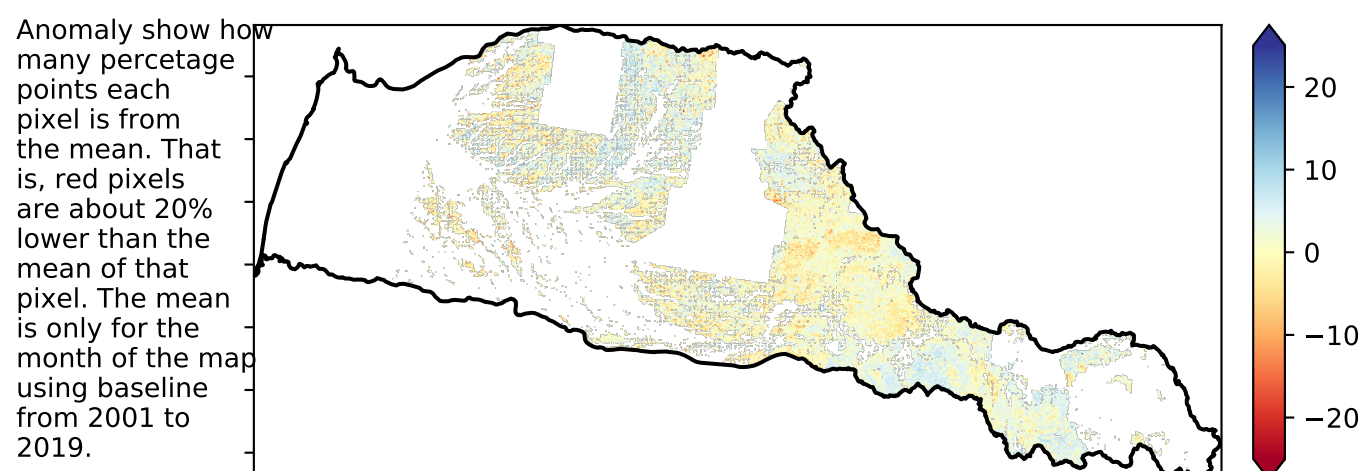 Anomaly show how
many percetage
points each
pixel is from
the mean. That
is, red pixels
are about 20%
lower than the
mean of that
pixel. The mean
is only for the
month of the map
using baseline
from 2001 to
2019.
20
10
0
−10
−20